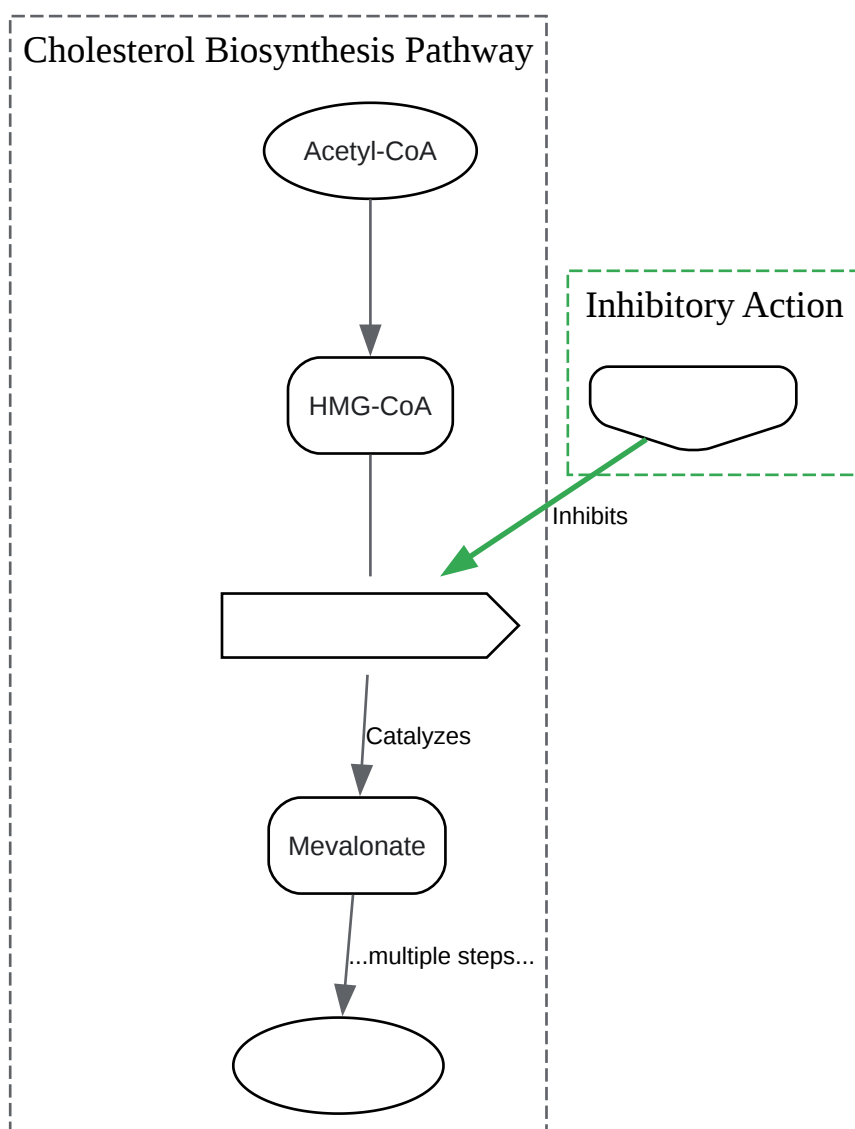 Cholesterol Biosynthesis Pathway
Acetyl-CoA
Inhibitory Action
HMG-CoA
Inhibits
Catalyzes
Mevalonate
...multiple steps...